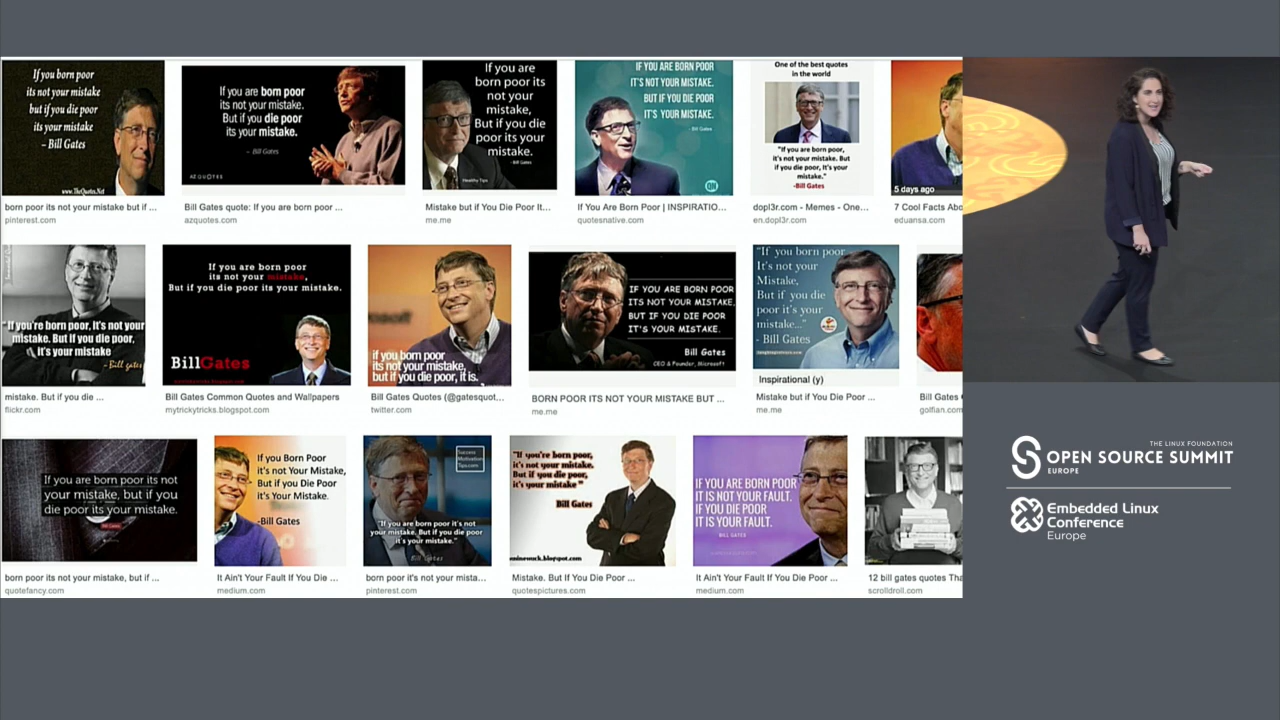 If you born poor
its not your mistake
but if you die poor
its your mistake
– Bill Gates
www.TheQuotes.Net
born poor its not your mistake but if ...
pinterest.com
If you are born poor
its not your mistake.
But if you die poor
its your mistake.
– Bill Gates
AZ QUOTES
Bill Gates quote: If you are born poor ...
azquotes.com
If you are
born poor its
not your
mistake,
But if you die
poor its your
mistake.
- Bill Gates
Healthy Tips
Mistake but if You Die Poor It...
me.me
IF YOU ARE BORN POOR
IT'S NOT YOUR MISTAKE.
BUT IF YOU DIE POOR
IT'S YOUR MISTAKE.
- Bill Gates
QN
If You Are Born Poor | INSPIRATIO...
quotesnative.com
One of the best quotes
in the world
"If you are born poor,
it's not your mistake. But
if you die poor, It's your
mistake."
-Bill Gates
dopl3r.com - Memes - One...
en.dopl3r.com
5 days ago
7 Cool Facts Abo
eduansa.com
"If you're born poor, It's not your
mistake. But if you die poor,
it's your mistake
- Bill gates
mistake. But if you die ...
flickr.com
If you are born poor
its not your mistake,
But if you die poor its your mistake.
BillGates
Bill Gates Common Quotes and Wallpapers
mytrickytricks.blogspot.com
if you born poor
its not your mistake,
but if you die poor, it is.
Bill Gates Quotes (@gatesquot...
twitter.com
IF YOU ARE BORN POOR
ITS NOT YOUR MISTAKE.
BUT IF YOU DIE POOR
IT'S YOUR MISTAKE.
Bill Gates
CEO & Founder, Microsoft
BORN POOR ITS NOT YOUR MISTAKE BUT ...
me.me
"If you born poor
It's not your
Mistake,
But if you die
poor it's your
mistake..."
- Bill Gates
Inspirational (y)
Mistake but if You Die Poor ...
me.me
Bill Gates
golfian.com
If you are born poor its not
your mistake, but if you
die poor its your mistake.
Bill Gates
born poor its not your mistake, but if ...
quotefancy.com
If You Born Poor
It's not Your Mistake,
But if You Die Poor
It's Your Mistake.
-Bill Gates
It Ain't Your Fault If You Die ...
medium.com
Success
Motivation
Tips.com
"If you are born poor it's not
your mistake. But if you die poor
it's your mistake."
Bill Gates
born poor it's not your mista...
pinterest.com
"If you're born Poor,
it's not your mistake.
But if you die poor,
it's your mistake "
Bill Gates
Mistake. But If You Die Poor ...
quotespictures.com
IF YOU ARE BORN POOR
IT IS NOT YOUR FAULT.
IF YOU DIE POOR
IT IS YOUR FAULT.
BILL GATES
It Ain't Your Fault If You Die Poor ...
medium.com
12 bill gates quotes Tha
scrolldroll.com
THE LINUX FOUNDATION
OPEN SOURCE SUMMIT
EUROPE
Embedded Linux
Conference
Europe